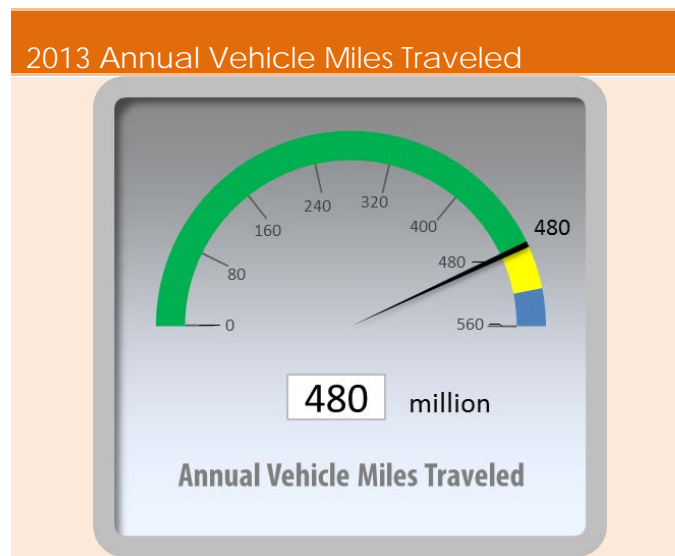 2013 Annual Vehicle Miles Traveled
240 320
160 400 480
80 480
0 560
480 million
Annual Vehicle Miles Traveled